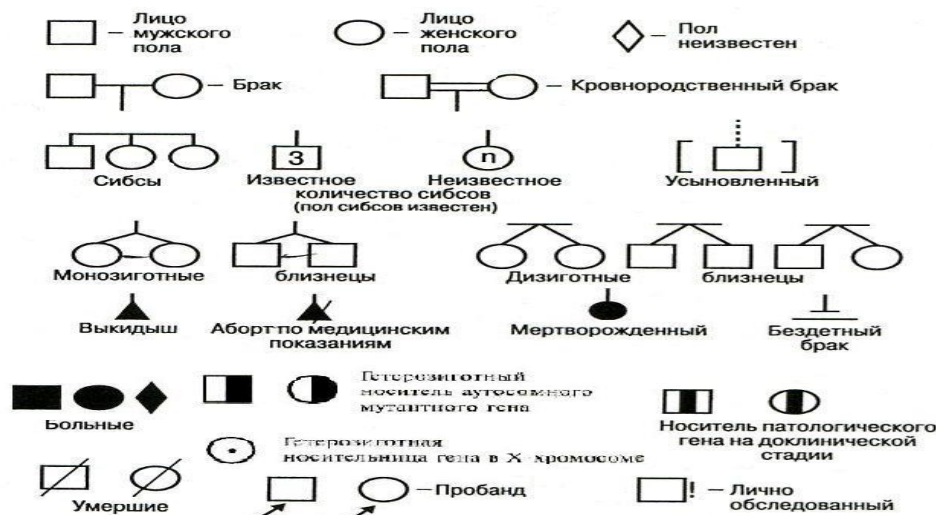 — Лицо
мужского
пола
— Лицо
женского
пола
— Пол
неизвестен
— Брак
— Кровнородственный брак
Сибсы
3
Известное
n
Неизвестное
количество сибсов
(пол сибсов известен)
Усыновленный
Монозиготные
близнецы
Дизиготные
близнецы
Выкидыш
Аборт по медицинским
показаниям
Мертворожденный
Бездетный
брак
Больные
Гетерозиготный
носитель аутосомного
мутантного гена
Носитель патологического
гена на доклинической
стадии
Гетерозиготная
носительница гена в X-хромосоме
Умершие
— Пробанд
! — Лично
обследованный